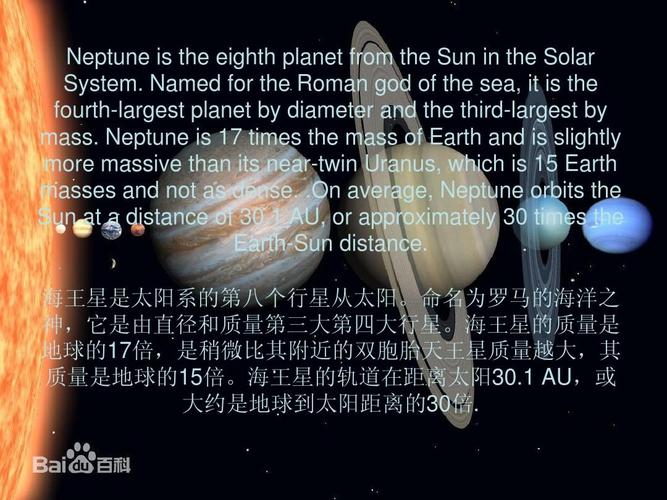 Neptune is the eighth planet from the Sun in the Solar
System. Named for the Roman god of the sea, it is the
fourth-largest planet by diameter and the third-largest by
mass. Neptune is 17 times the mass of Earth and is slightly
more massive than its near-twin Uranus, which is 15 Earth
masses and not as dense. On average, Neptune orbits the
Sun at a distance of 30.1 AU, or approximately 30 times the
Earth-Sun distance.
海王星是太阳系的第八个行星从太阳。命名为罗马的海洋之
神，它是由直径和质量第三大第四大行星。海王星的质量是
地球的17倍，是稍微比其附近的双胞胎天王星质量越大，其
质量是地球的15倍。海王星的轨道在距离太阳30.1 AU，或
大约是地球到太阳距离的30倍.
Baidu百科